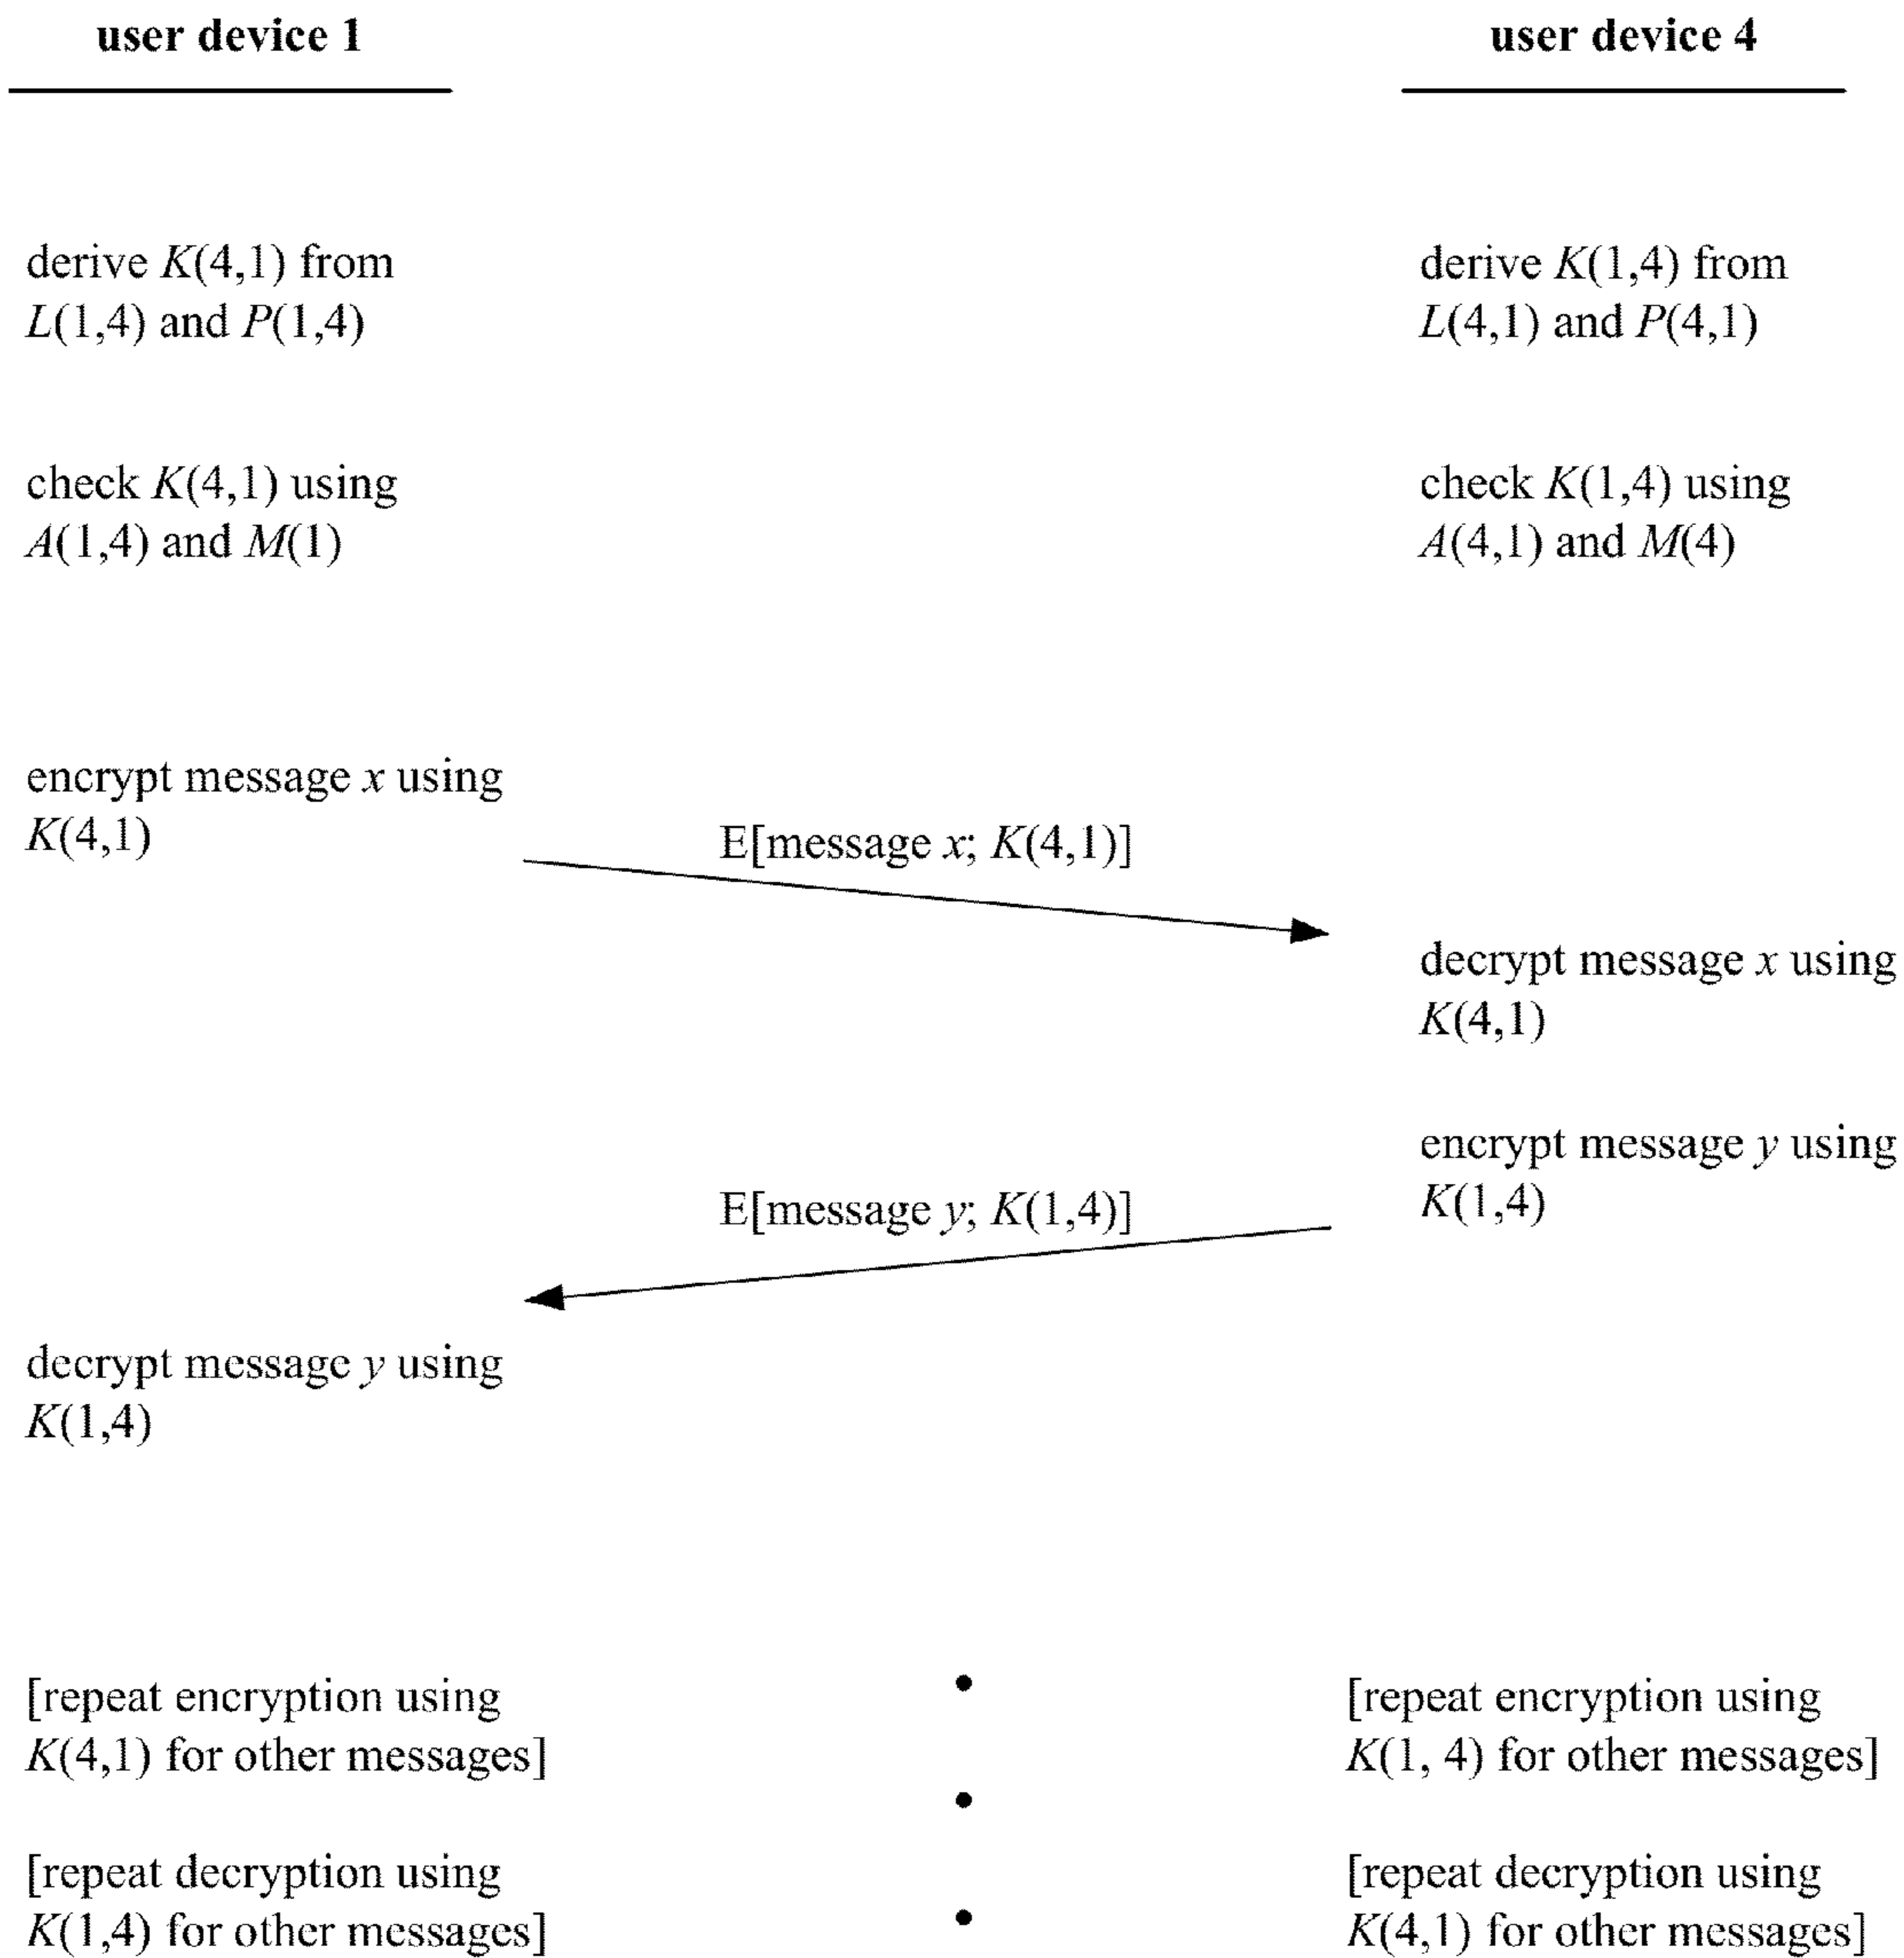 user device 1
user device 4
derive K(4,1) from
L(1,4) and P(1,4)
derive K(1,4) from
L(4,1) and P(4,1)
check K(4,1) using
A(1,4) and M(1)
check K(1,4) using
A(4,1) and M(4)
encrypt message x using
K(4,1)
E[message x; K(4,1)]
decrypt message x using
K(4,1)
encrypt message y using
K(1,4)
E[message y; K(1,4)]
decrypt message y using
K(1,4)
[repeat encryption using
K(4,1) for other messages]
[repeat encryption using
K(1, 4) for other messages]
[repeat decryption using
K(1,4) for other messages]
[repeat decryption using
K(4,1) for other messages]